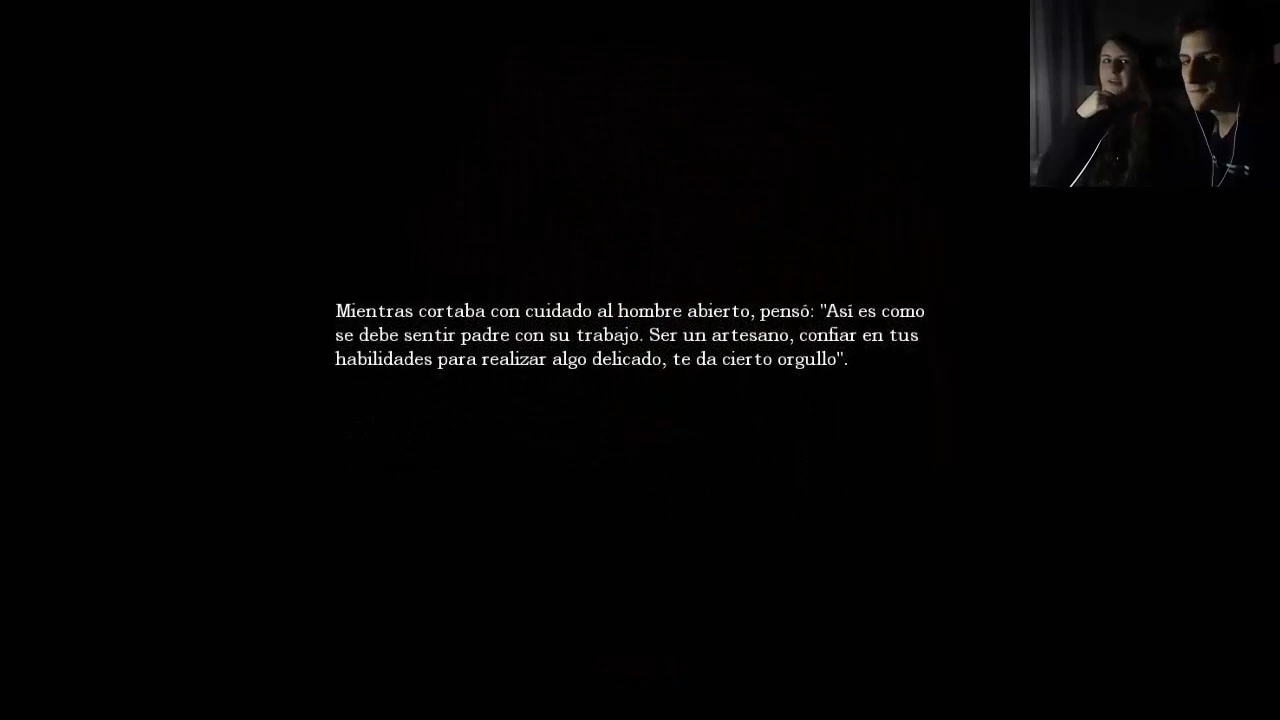 Mientras cortaba con cuidado al hombre abierto, pensó: "Así es como
se debe sentir padre con su trabajo. Ser un artesano, confiar en tus
habilidades para realizar algo delicado, te da cierto orgullo".